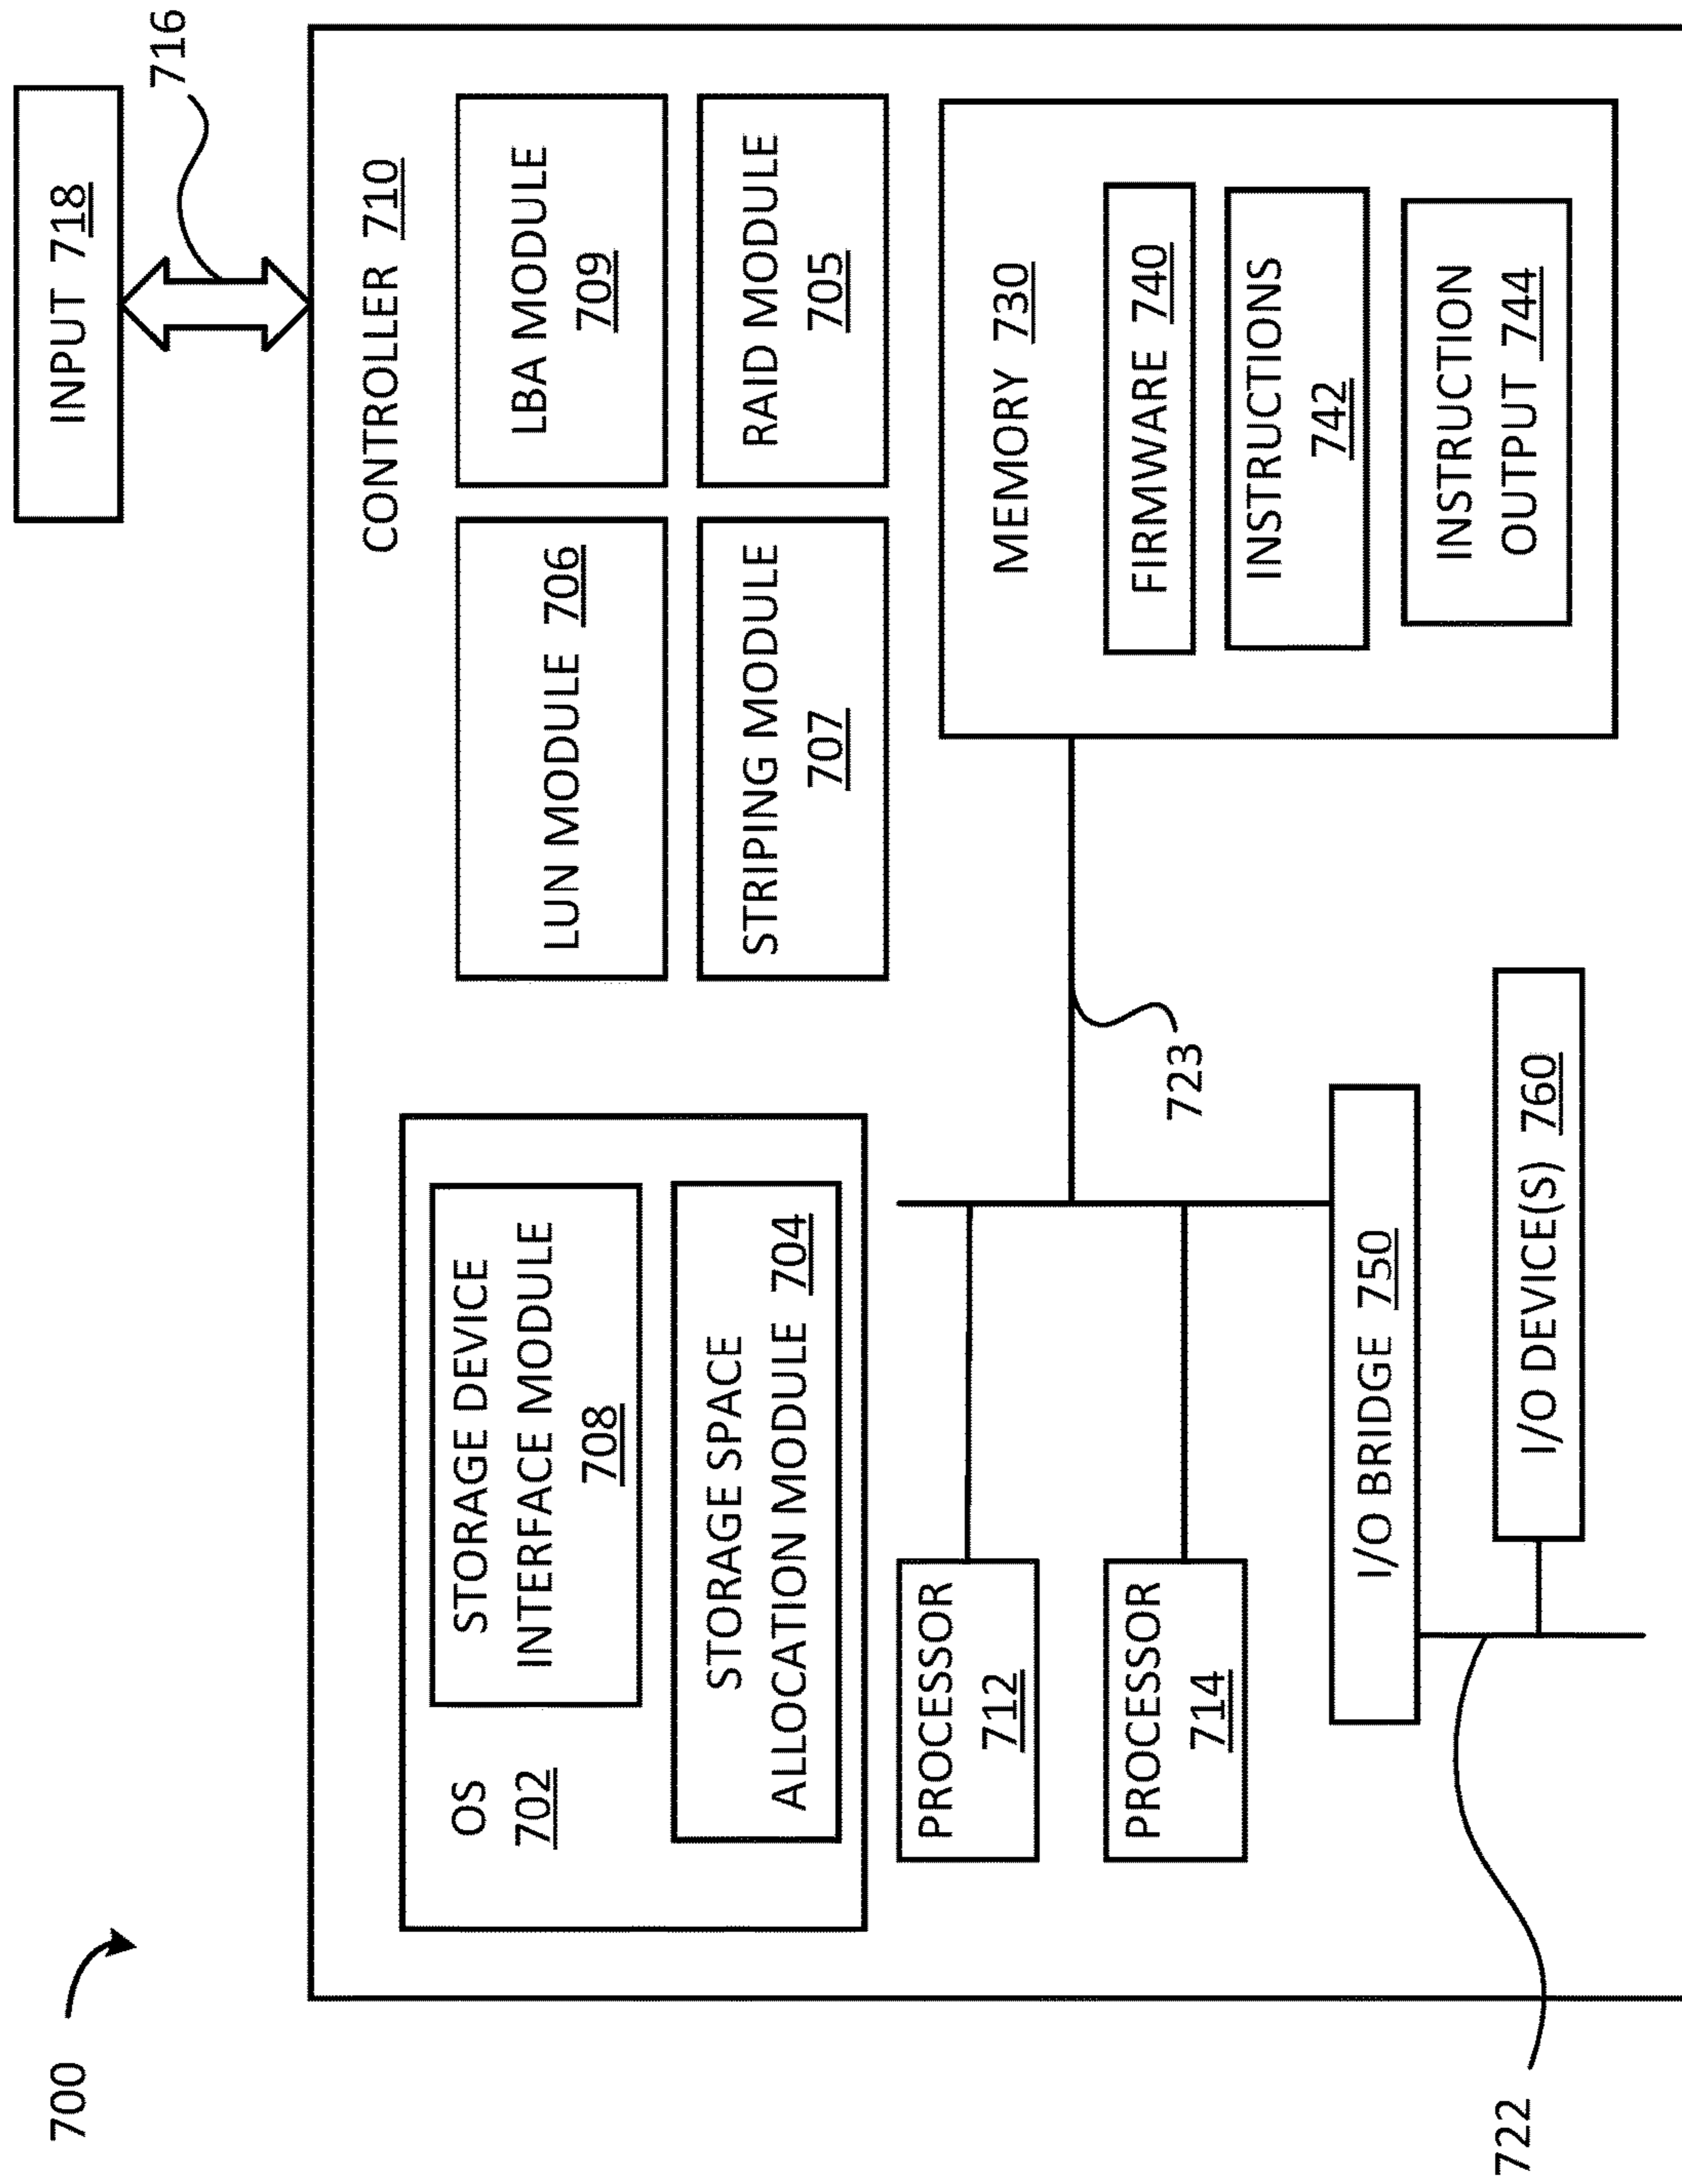 700
INPUT 718
716
CONTROLLER 710
OS
702
STORAGE DEVICE
INTERFACE MODULE
708
STORAGE SPACE
ALLOCATION MODULE 704
LUN MODULE 706
LBA MODULE
709
STRIPING MODULE
707
RAID MODULE
705
PROCESSOR
712
PROCESSOR
714
723
MEMORY 730
FIRMWARE 740
INSTRUCTIONS
742
INSTRUCTION
OUTPUT 744
I/O BRIDGE 750
I/O DEVICE(S) 760
722